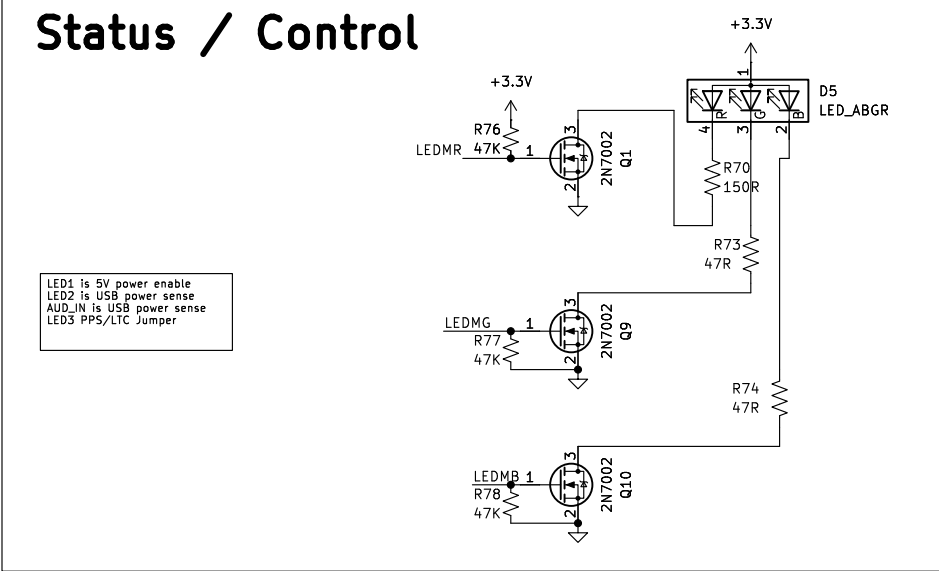 Status / Control
+3.3V
1
D5
LED_ABGR
R
G
B
4
3
2
+3.3V
R76
47K
LEDMR
1
3
2
2N7002
Q1
R70
150R
R73
47R
LED1 is 5V power enable
LED2 is USB power sense
AUD_IN is USB power sense
LED3 PPS/LTC Jumper
LEDMG
1
3
2
2N7002
Q9
R77
47K
R74
47R
LEDMB
1
3
2
2N7002
Q10
R78
47K